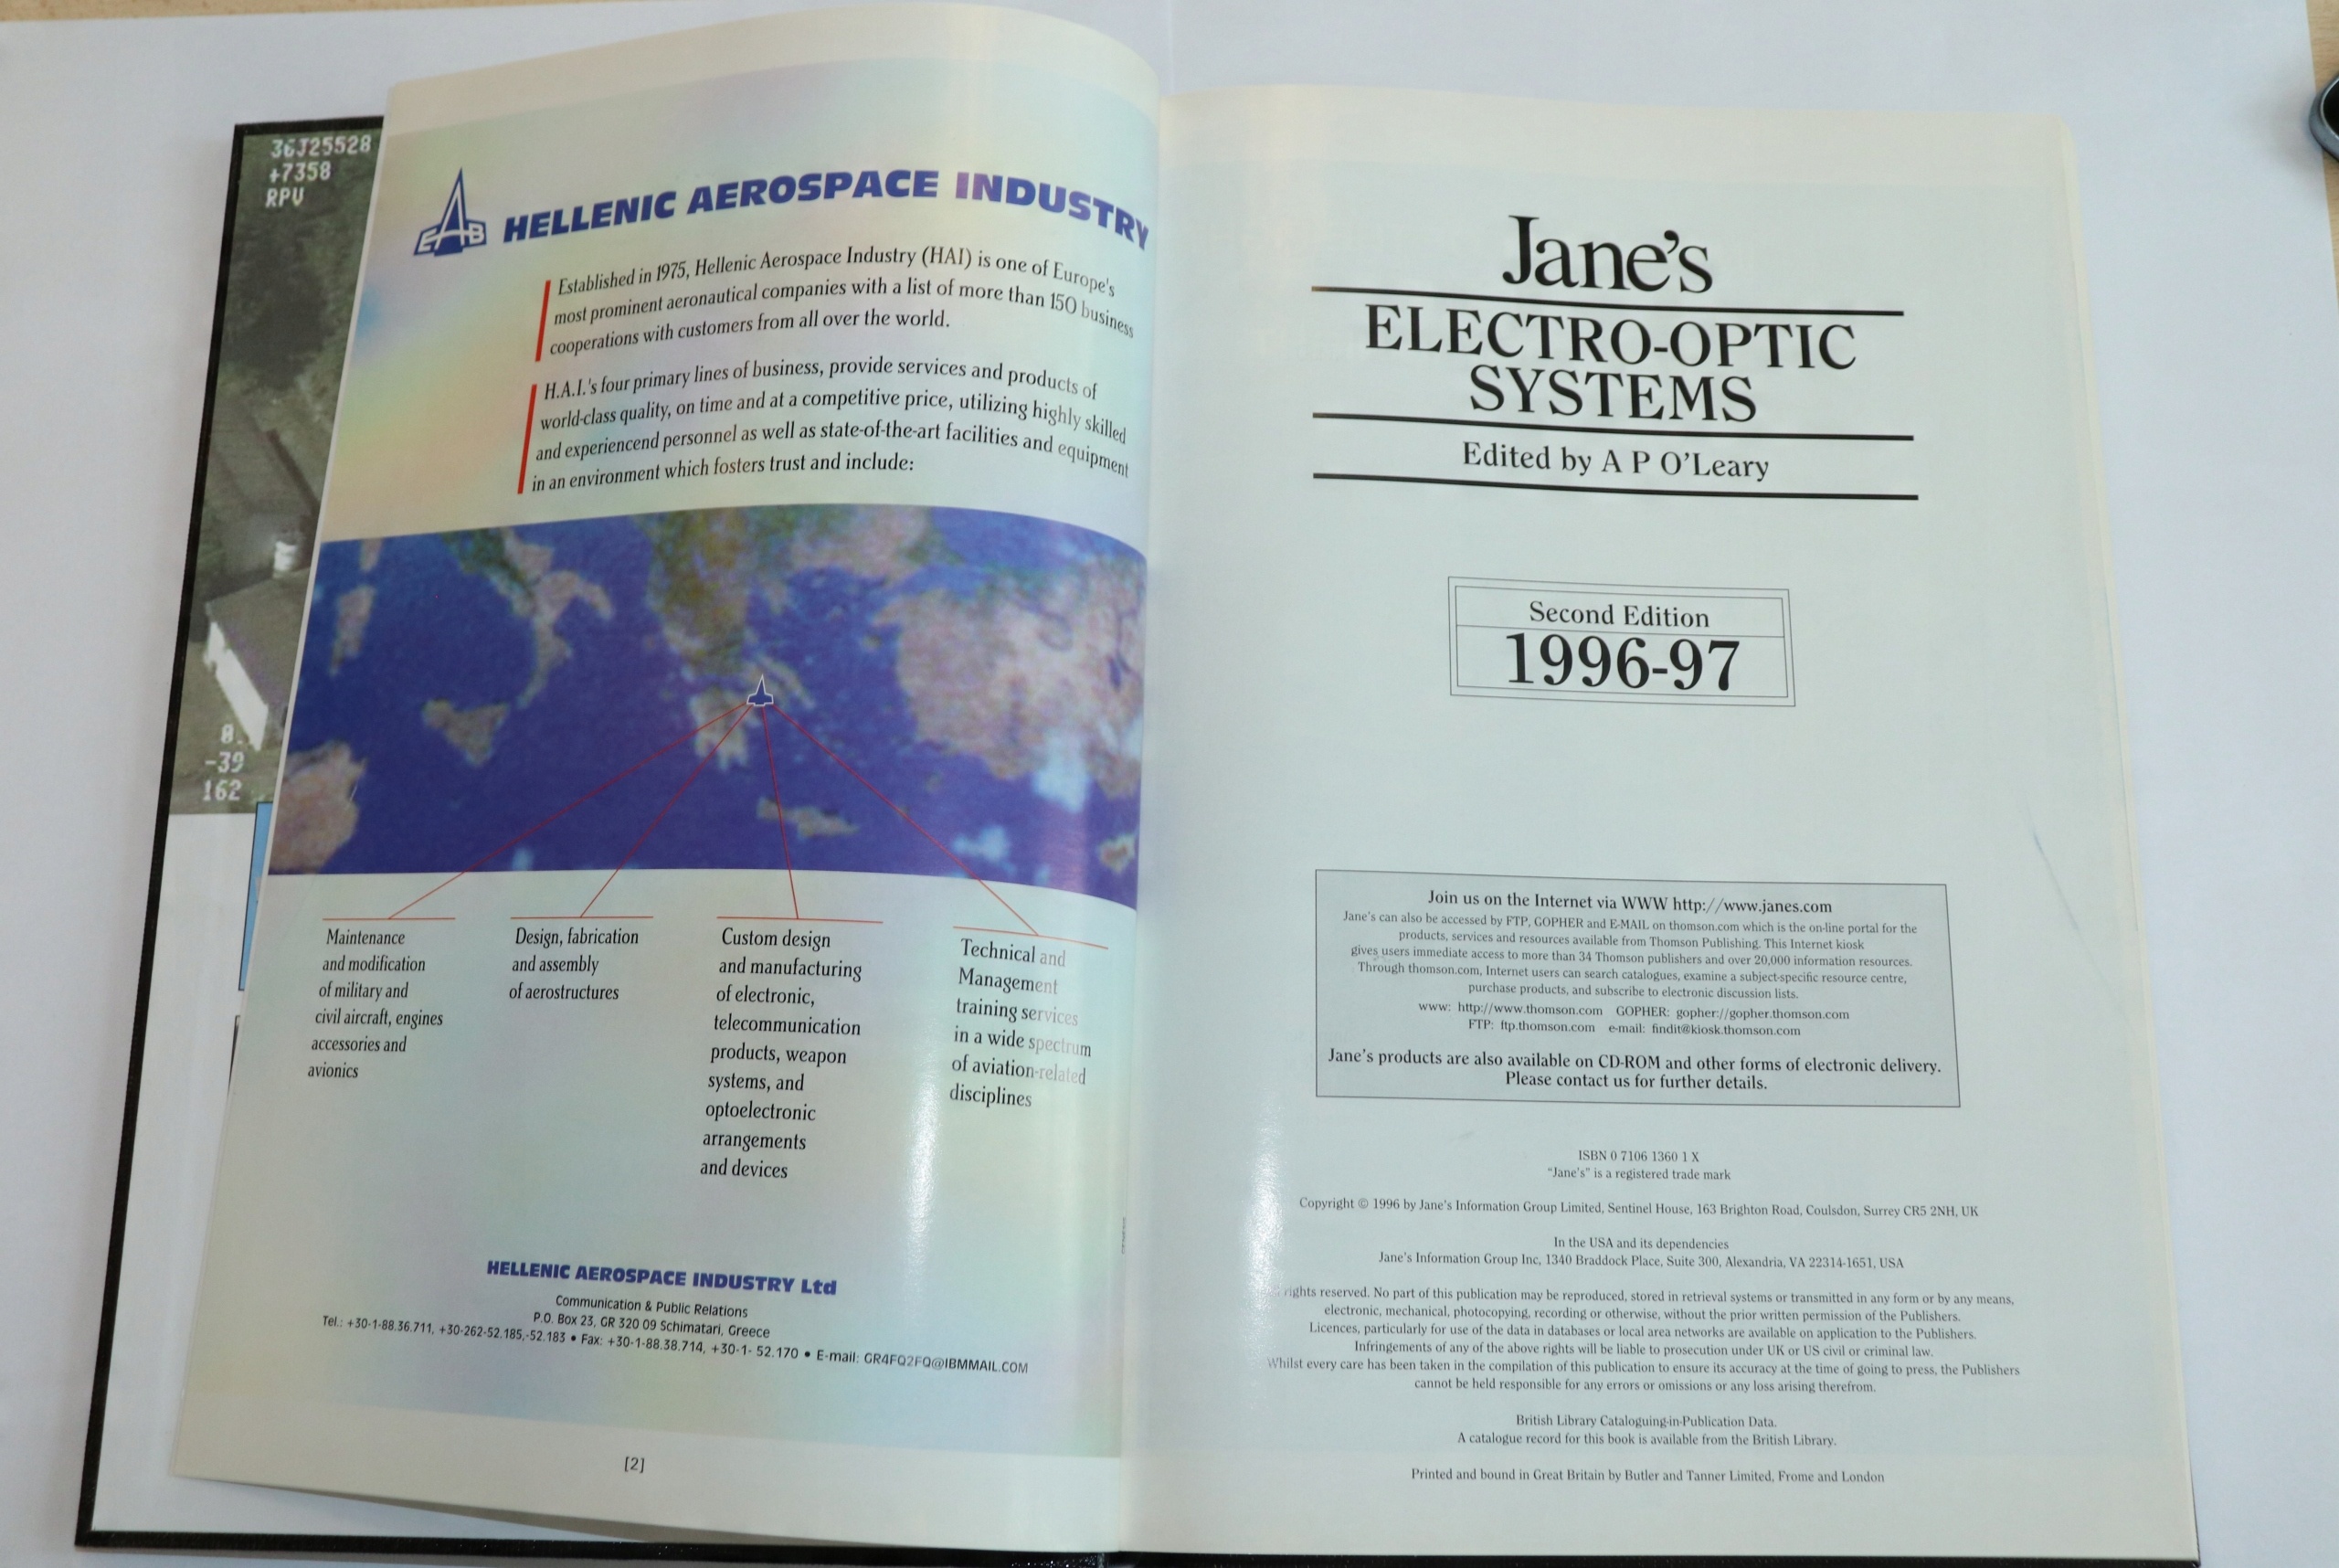 36J25528
+7358
RPV
0.
-39
162
EAB
HELLENIC AEROSPACE INDUSTRY
Established in 1975, Hellenic Aerospace Industry (HAI) is one of Europe's
most prominent aeronautical companies with a list of more than 150 business
cooperations with customers from all over the world.
H.A.I.'s four primary lines of business, provide services and products of
world-class quality, on time and at a competitive price, utilizing highly skilled
and experiencend personnel as well as state-of-the-art facilities and equipment
in an environment which fosters trust and include:
Maintenance
and modification
of military and
civil aircraft, engines
accessories and
avionics
Design, fabrication
and assembly
of aerostructures
Custom design
and manufacturing
of electronic,
telecommunication
products, weapon
systems, and
optoelectronic
arrangements
and devices
Technical and
Management
training services
in a wide spectrum
of aviation-related
disciplines
HELLENIC AEROSPACE INDUSTRY Ltd
Communication & Public Relations
P.O. Box 23, GR 320 09 Schimatari, Greece
Tel.: +30-1-88.36.711, +30-262-52.185,-52.183 • Fax: +30-1-88.38.714, +30-1- 52.170 • E-mail: GR4FQ2FQ@IBMMAIL.COM
[2]
Jane's
ELECTRO-OPTIC
SYSTEMS
Edited by A P O'Leary
Second Edition
1996-97
Join us on the Internet via WWW http://www.janes.com
Jane's can also be accessed by FTP, GOPHER and E-MAIL on thomson.com which is the on-line portal for the
products, services and resources available from Thomson Publishing. This Internet kiosk
gives users immediate access to more than 34 Thomson publishers and over 20,000 information resources.
Through thomson.com, Internet users can search catalogues, examine a subject-specific resource centre,
purchase products, and subscribe to electronic discussion lists.
www: http://www.thomson.com GOPHER: gopher://gopher.thomson.com
FTP: ftp.thomson.com e-mail: findit@kiosk.thomson.com
Jane's products are also available on CD-ROM and other forms of electronic delivery.
Please contact us for further details.
ISBN 0 7106 1360 1 X
"Jane's" is a registered trade mark
Copyright © 1996 by Jane's Information Group Limited, Sentinel House, 163 Brighton Road, Coulsdon, Surrey CR5 2NH, UK
In the USA and its dependencies
Jane's Information Group Inc, 1340 Braddock Place, Suite 300, Alexandria, VA 22314-1651, USA
rights reserved. No part of this publication may be reproduced, stored in retrieval systems or transmitted in any form or by any means,
electronic, mechanical, photocopying, recording or otherwise, without the prior written permission of the Publishers.
Licences, particularly for use of the data in databases or local area networks are available on application to the Publishers.
Infringements of any of the above rights will be liable to prosecution under UK or US civil or criminal law.
Whilst every care has been taken in the compilation of this publication to ensure its accuracy at the time of going to press, the Publishers
cannot be held responsible for any errors or omissions or any loss arising therefrom.
British Library Cataloguing-in-Publication Data.
A catalogue record for this book is available from the British Library.
Printed and bound in Great Britain by Butler and Tanner Limited, Frome and London